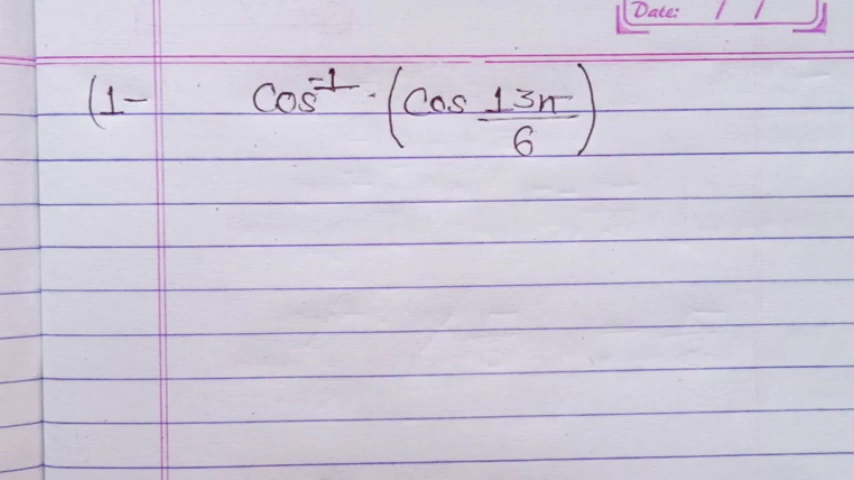 Date: / /
(1- Cos⁻¹ · (Cos 13π/6)